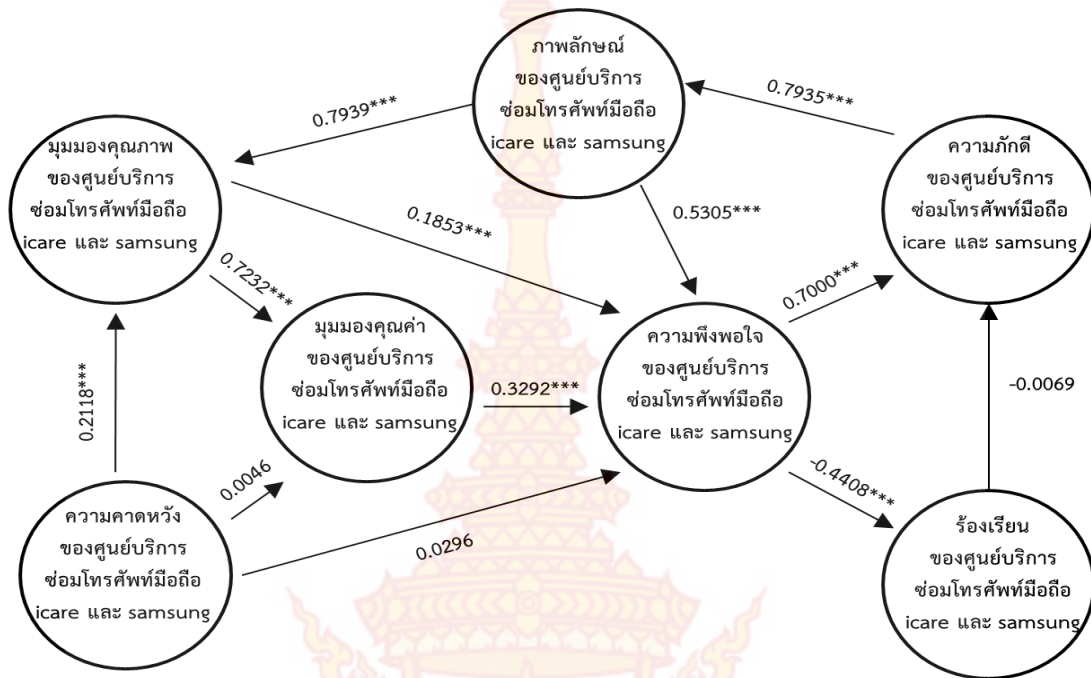 ภาพลักษณ์
ของศูนย์บริการ
ซ่อมโทรศัพท์มือถือ
icare และ samsung
0.7939***
0.7935***
มุมมองคุณภาพ
ของศูนย์บริการ
ซ่อมโทรศัพท์มือถือ
icare และ samsung
ความภักดี
ของศูนย์บริการ
ซ่อมโทรศัพท์มือถือ
icare และ samsung
0.1853***
0.5305***
0.7232***
0.7000***
มุมมองคุณค่า
ของศูนย์บริการ
ซ่อมโทรศัพท์มือถือ
icare และ samsung
ความพึงพอใจ
ของศูนย์บริการ
ซ่อมโทรศัพท์มือถือ
icare และ samsung
0.3292***
-0.0069
0.2118***
0.0046
0.0296
-0.4408***
ความคาดหวัง
ของศูนย์บริการ
ซ่อมโทรศัพท์มือถือ
icare และ samsung
ร้องเรียน
ของศูนย์บริการ
ซ่อมโทรศัพท์มือถือ
icare และ samsung